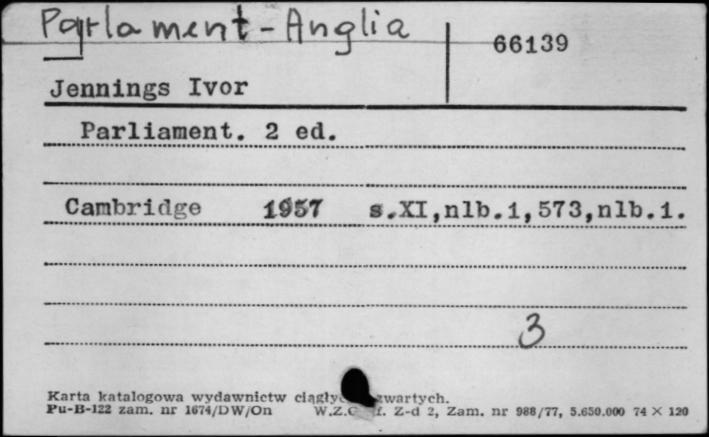 Parlament - Anglia
66139
Jennings Ivor
Parliament. 2 ed.
Cambridge 1957 s.XI,nlb.1,573,nlb.1.
3
Karta katalogowa wydawnictw zwartych.
Pu-B-122 zam. nr 1674/DW/On Z-d 2, Zam. nr 988/77, 5.650.000 74 × 120